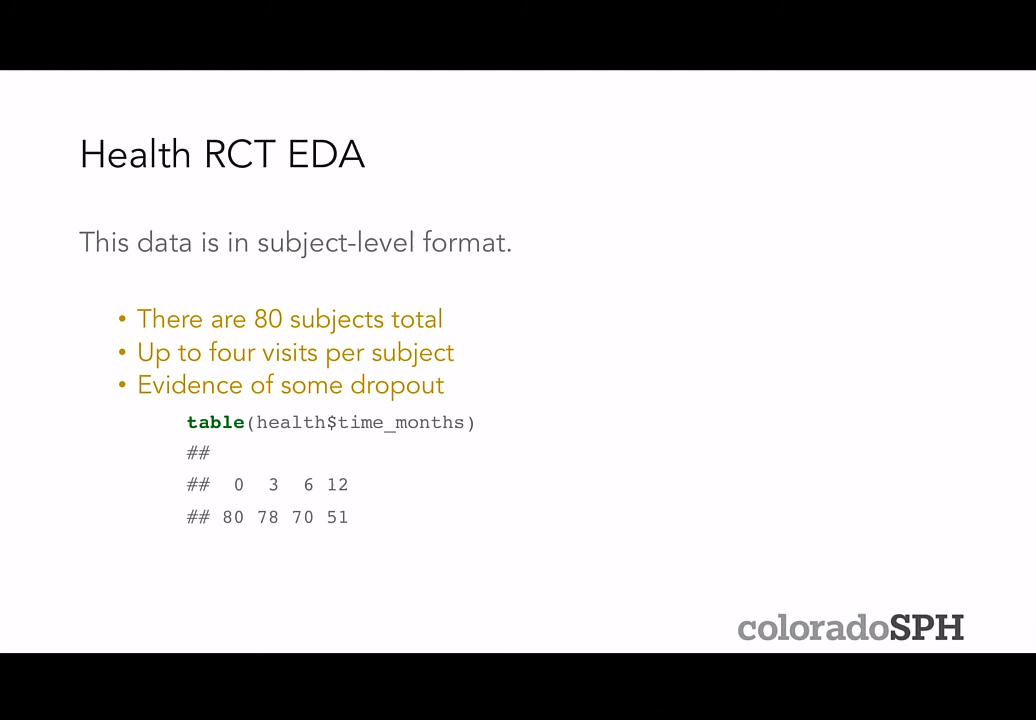 Health RCT EDA
This data is in subject-level format.
• There are 80 subjects total
• Up to four visits per subject
• Evidence of some dropout
table(health$time_months)
##
##  0  3  6 12
## 80 78 70 51
coloradoSPH